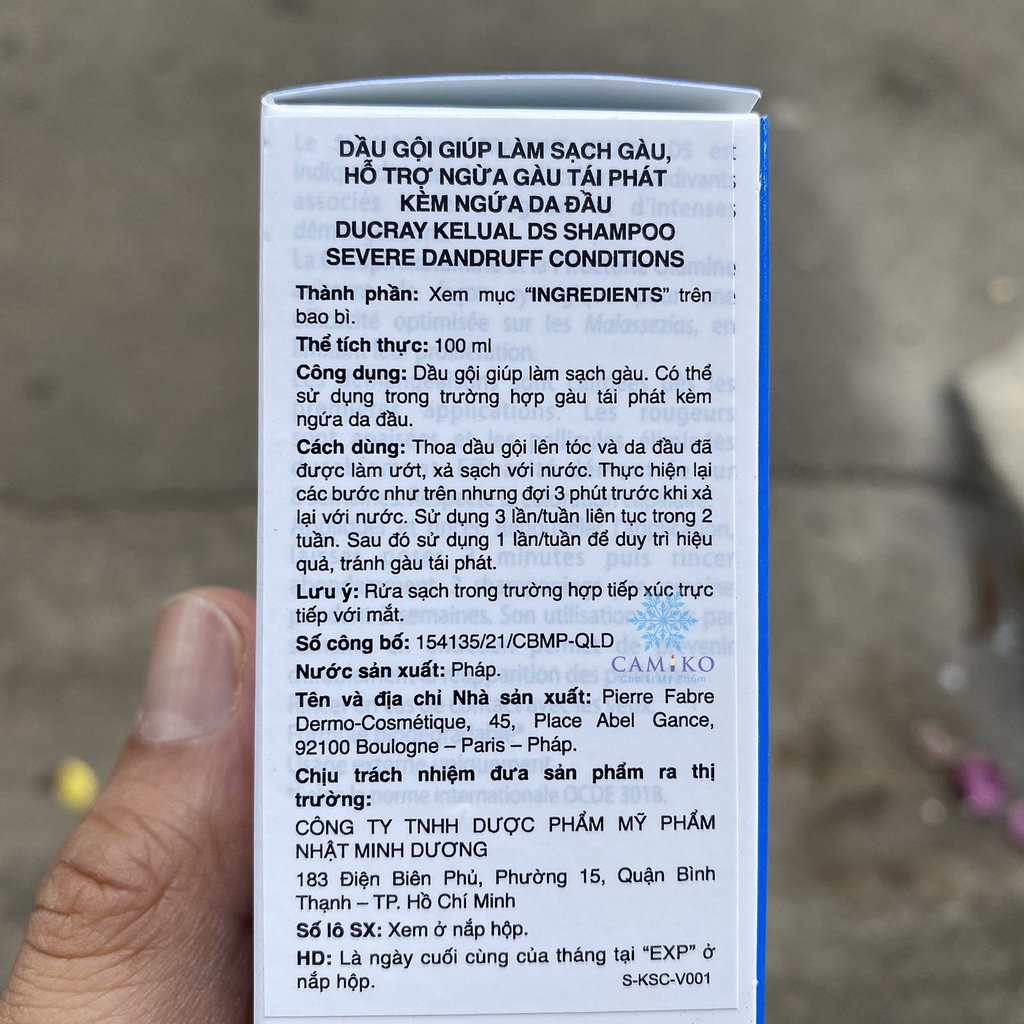 DẦU GỘI GIÚP LÀM SẠCH GÀU,
HỖ TRỢ NGỪA GÀU TÁI PHÁT
KÈM NGỨA DA ĐẦU
DUCRAY KELUAL DS SHAMPOO
SEVERE DANDRUFF CONDITIONS
Thành phần: Xem mục “INGREDIENTS” trên
bao bì.
Thể tích thực: 100 ml
Công dụng: Dầu gội giúp làm sạch gàu. Có thể
sử dụng trong trường hợp gàu tái phát kèm
ngứa da đầu.
Cách dùng: Thoa dầu gội lên tóc và da đầu đã
được làm ướt, xả sạch với nước. Thực hiện lại
các bước như trên nhưng đợi 3 phút trước khi xả
lại với nước. Sử dụng 3 lần/tuần liên tục trong 2
tuần. Sau đó sử dụng 1 lần/tuần để duy trì hiệu
quả, tránh gàu tái phát.
Lưu ý: Rửa sạch trong trường hợp tiếp xúc trực
tiếp với mắt.
Số công bố: 154135/21/CBMP-QLD
CAMIKO
Chợ Sỉ Mỹ Phẩm
Nước sản xuất: Pháp.
Tên và địa chỉ Nhà sản xuất: Pierre Fabre
Dermo-Cosmétique, 45, Place Abel Gance,
92100 Boulogne – Paris – Pháp.
Chịu trách nhiệm đưa sản phẩm ra thị
trường:
norme internationale OCDE 301B.
CÔNG TY TNHH DƯỢC PHẨM MỸ PHẨM
NHẬT MINH DƯƠNG
183 Điện Biên Phủ, Phường 15, Quận Bình
Thạnh – TP. Hồ Chí Minh
Số lô SX: Xem ở nắp hộp.
HD: Là ngày cuối cùng của tháng tại “EXP” ở
nắp hộp.
S-KSC-V001